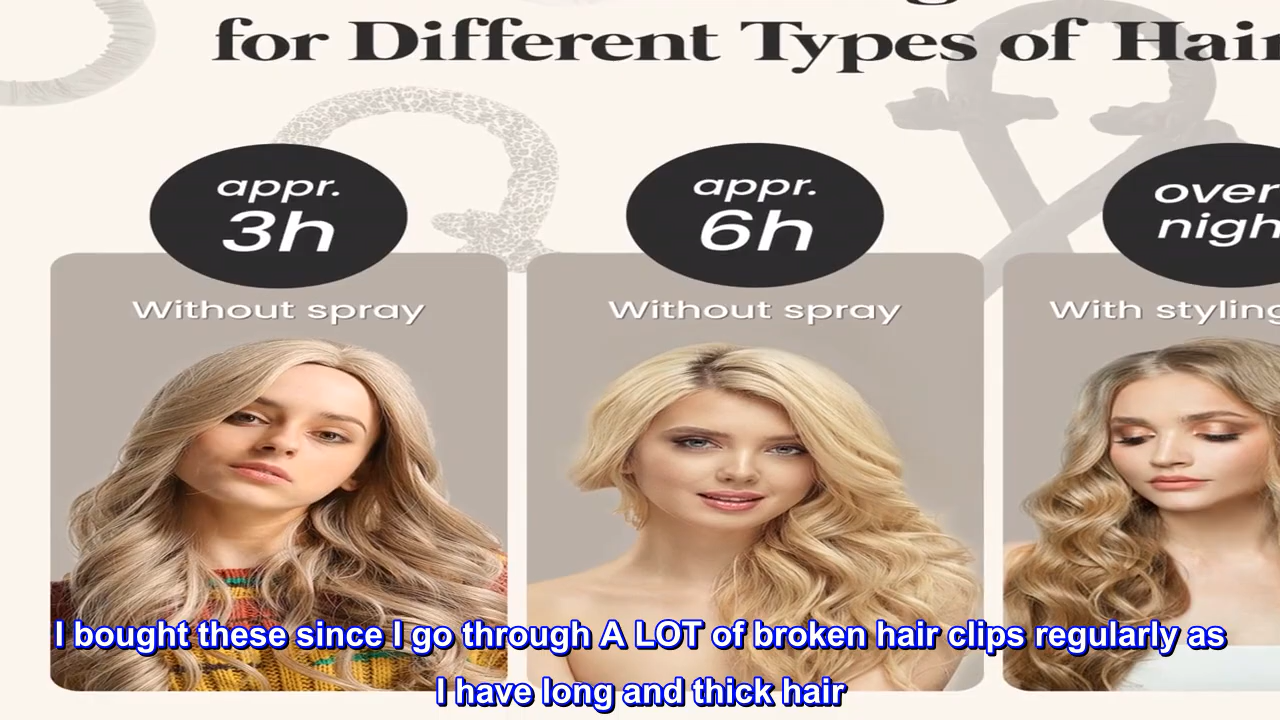 for Different Types of Hair
appr.
3h
appr.
6h
over
nigh
Without spray
Without spray
With styling
I bought these since I go through A LOT of broken hair clips regularly as
I have long and thick hair